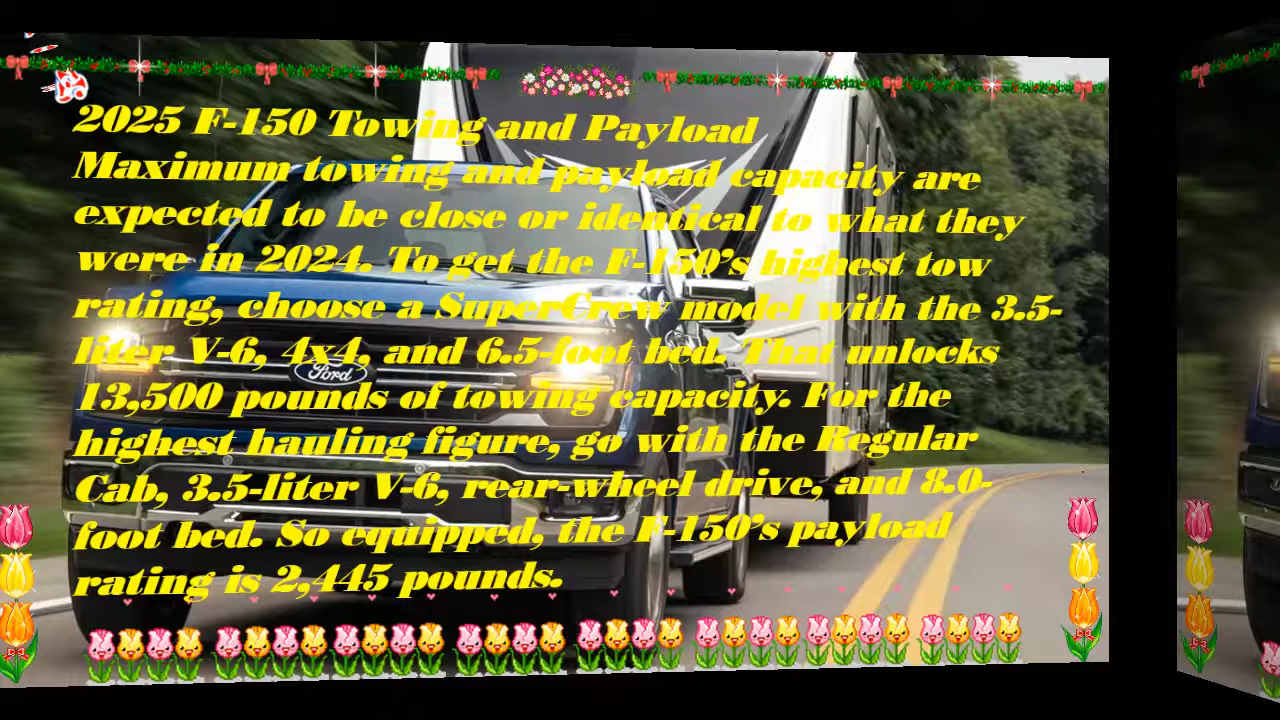 2025 F-150 Towing and Payload
Maximum towing and payload capacity are
expected to be close or identical to what they
were in 2024. To get the F-150’s highest tow
rating, choose a SuperCrew model with the 3.5-
liter V-6, 4x4, and 6.5-foot bed. That unlocks
13,500 pounds of towing capacity. For the
highest hauling figure, go with the Regular
Cab, 3.5-liter V-6, rear-wheel drive, and 8.0-
foot bed. So equipped, the F-150’s payload
rating is 2,445 pounds.
Ford